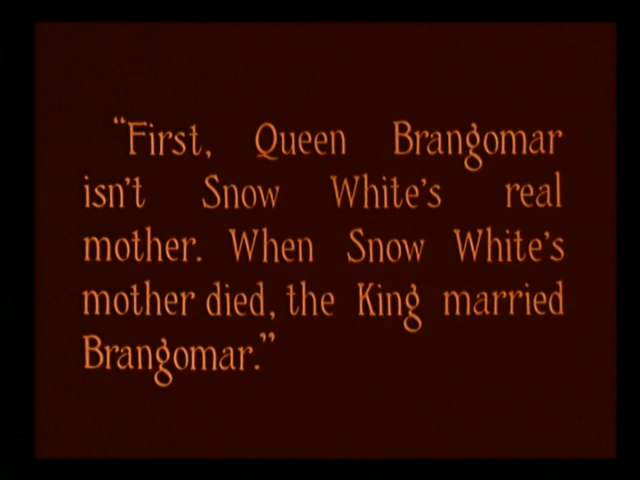 “First, Queen Brangomar
isn't Snow White's real
mother. When Snow White's
mother died, the King married
Brangomar.”